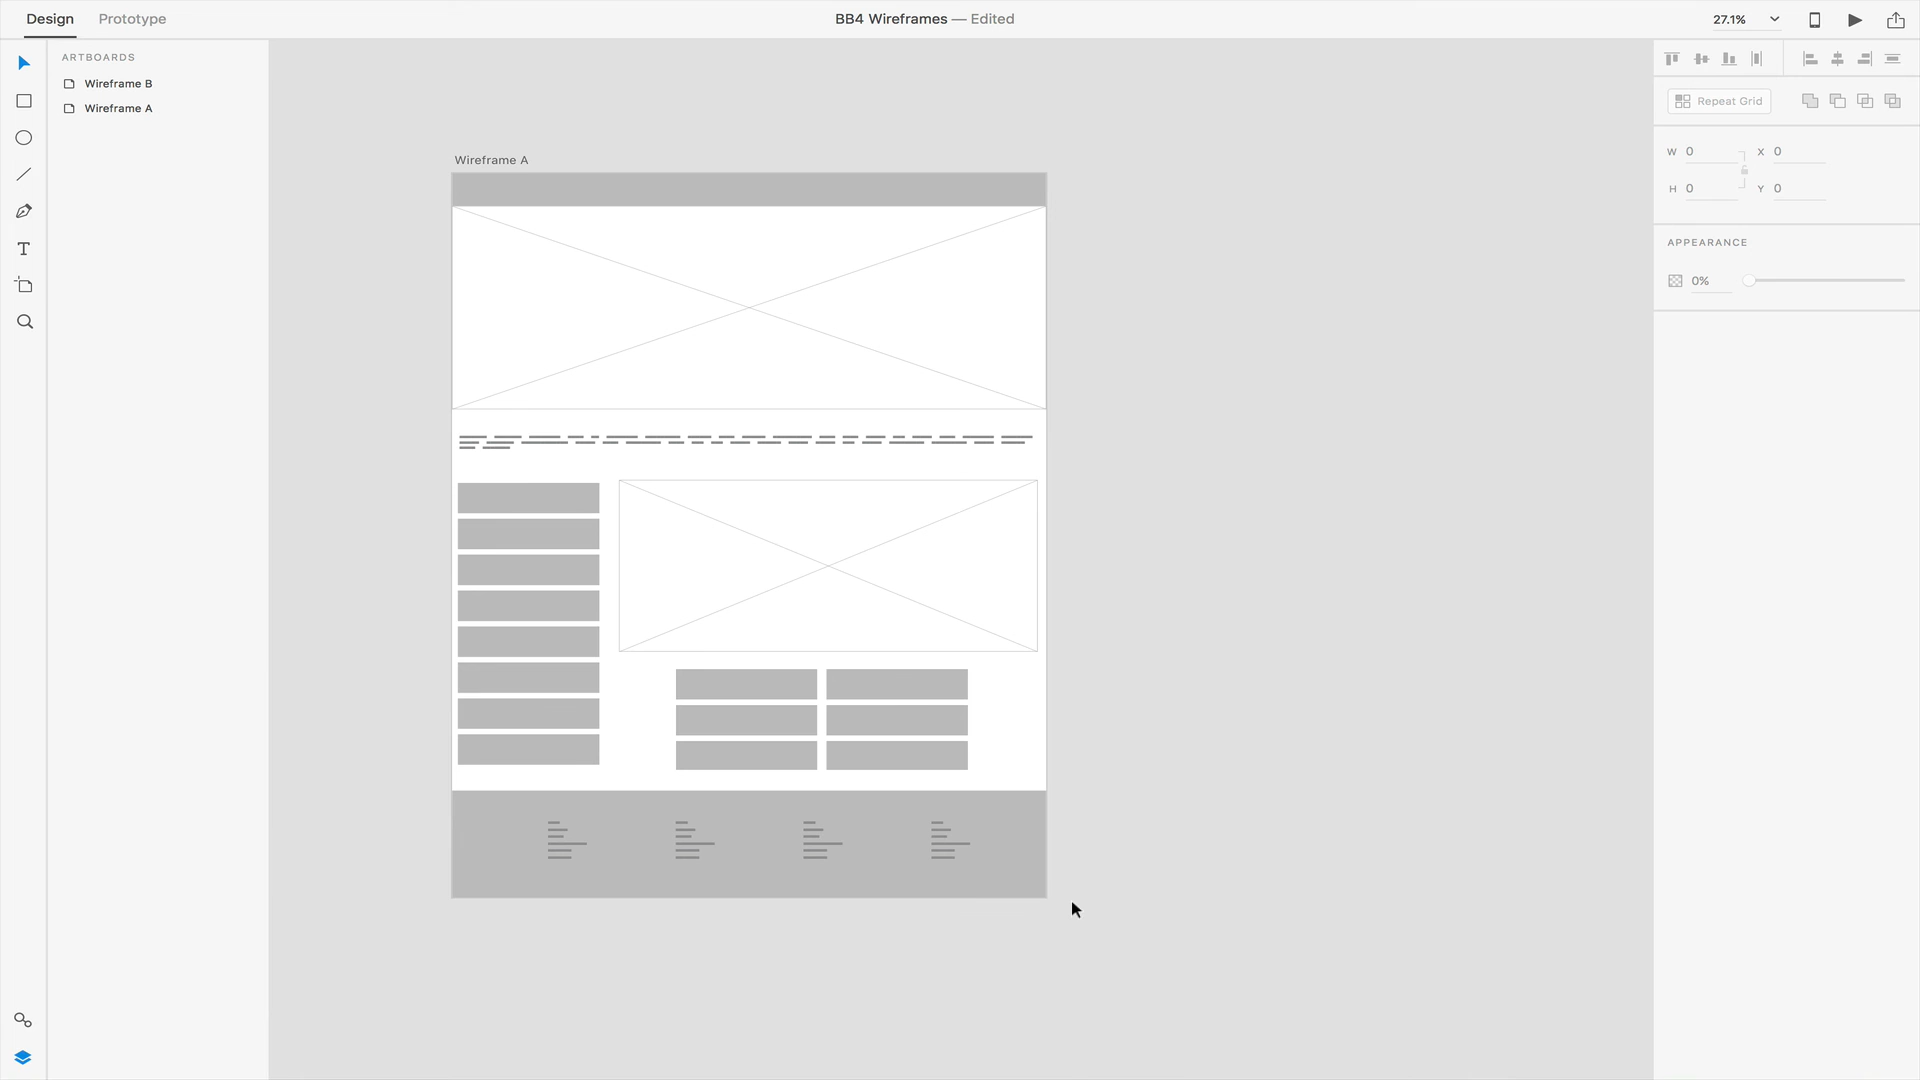 Design Prototype BB4 Wireframes — Edited 27.1%
ARTBOARDS
Wireframe B
Wireframe A
Wireframe A
Repeat Grid
W 0 X 0
H 0 Y 0
APPEARANCE
0%